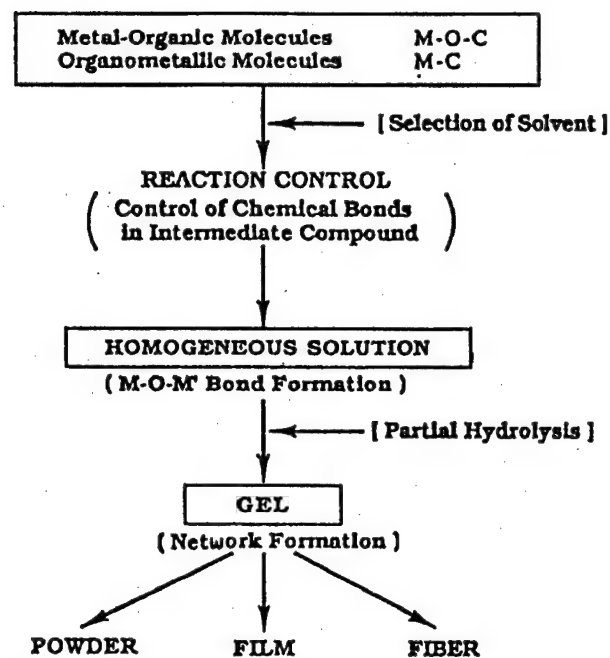 Metal-Organic Molecules M-O-C
Organometallic Molecules M-C
[ Selection of Solvent ]
REACTION CONTROL
( Control of Chemical Bonds
in Intermediate Compound )
HOMOGENEOUS SOLUTION
( M-O-M' Bond Formation )
[ Partial Hydrolysis ]
GEL
( Network Formation )
POWDER FILM FIBER